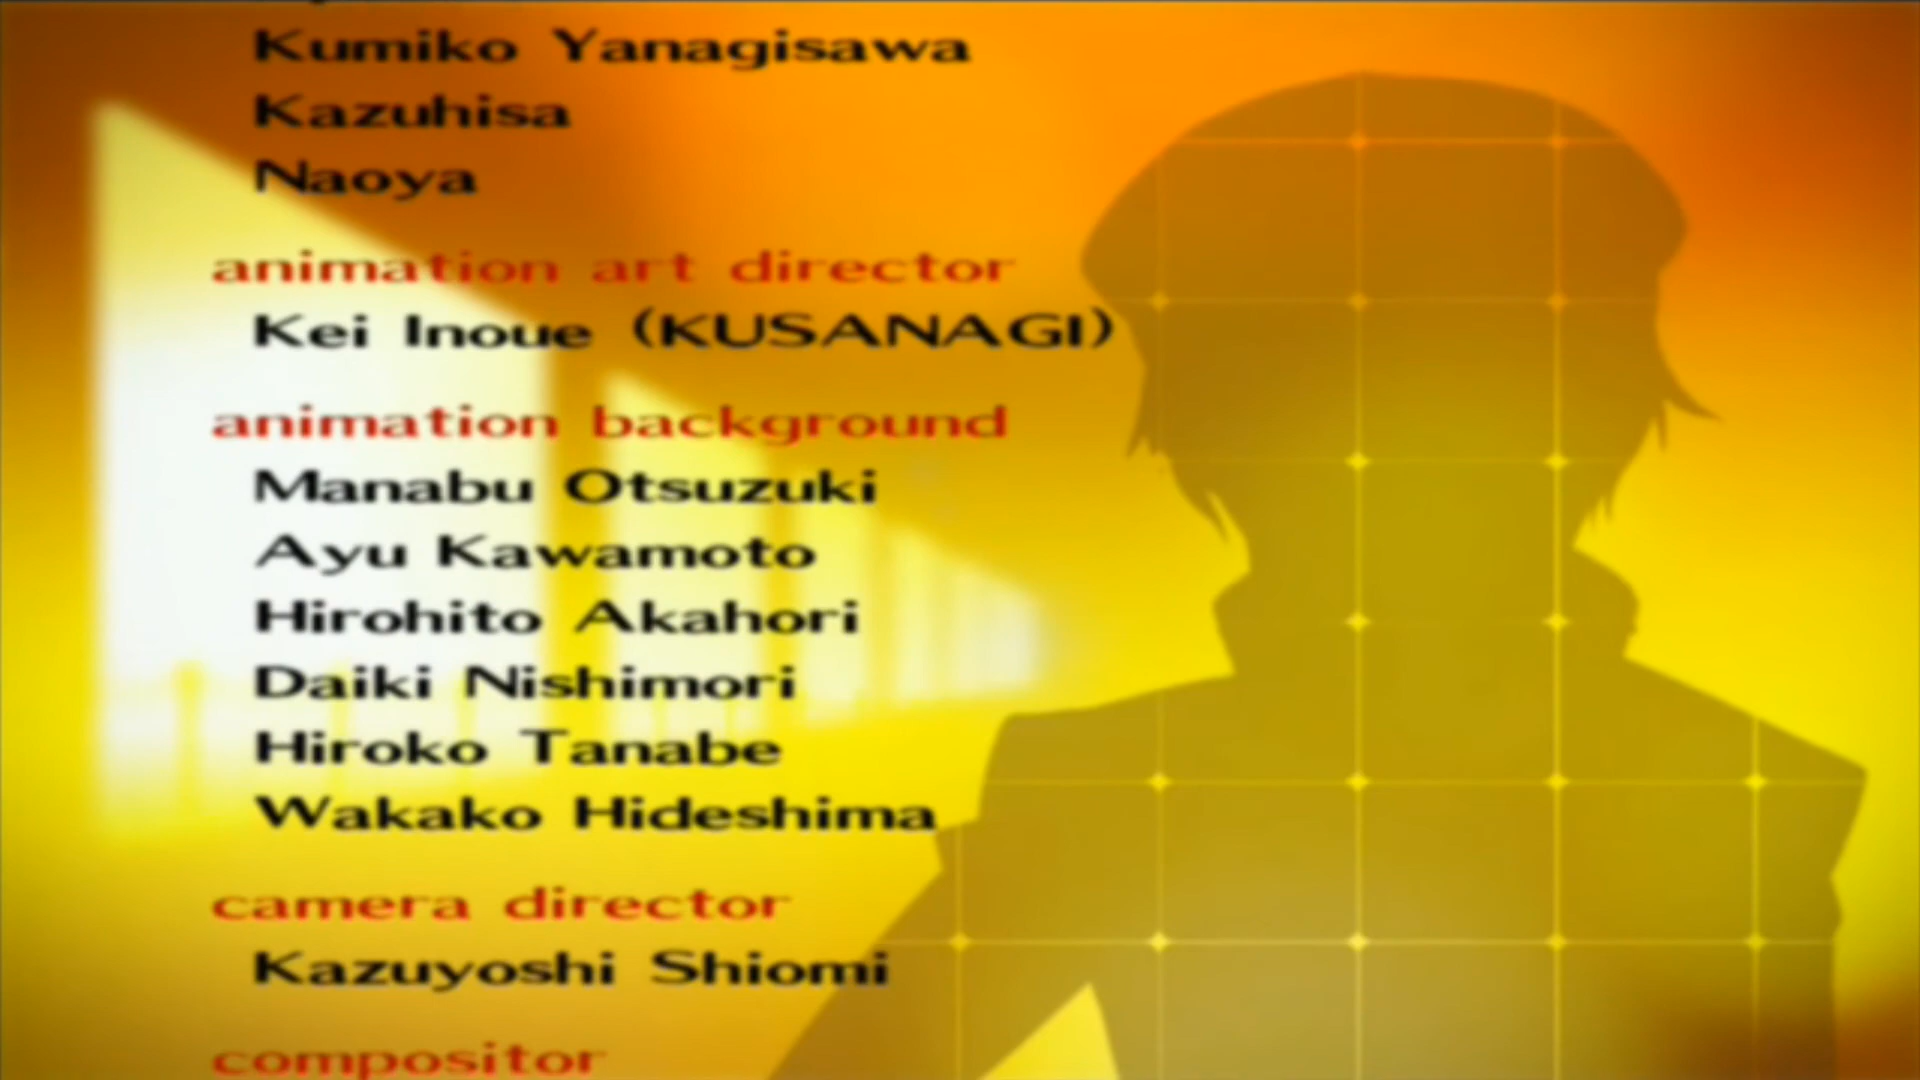 Kumiko Yanagisawa
Kazuhisa
Naoya
animation art director
Kei Inoue (KUSANAGI)
animation background
Manabu Otsuzuki
Ayu Kawamoto
Hirohito Akahori
Daiki Nishimori
Hiroko Tanabe
Wakako Hideshima
camera director
Kazuyoshi Shiomi
compositor